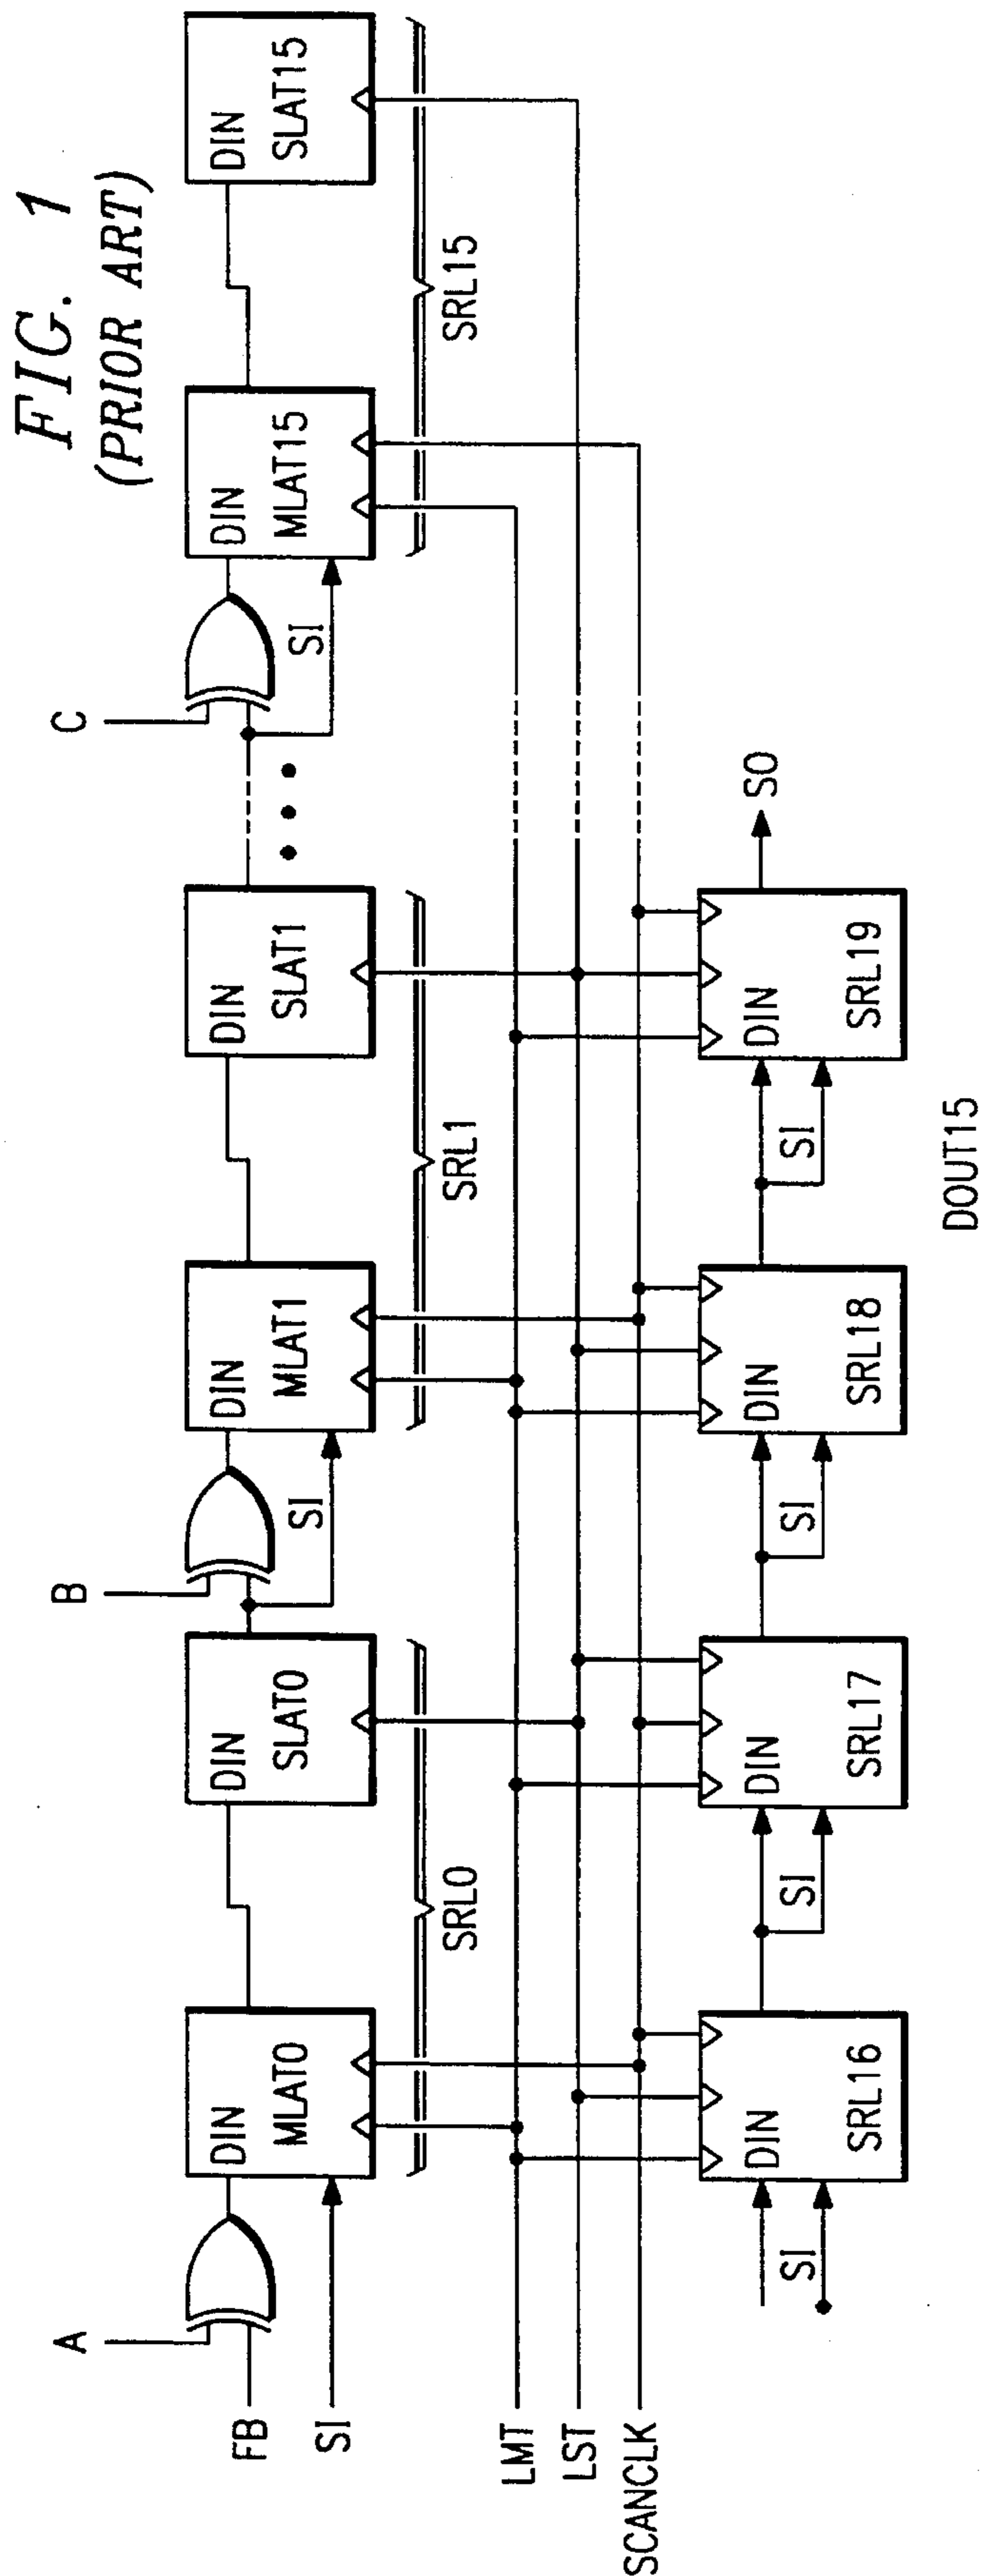 FIG. 1
(PRIOR ART)
A
B
C
FB
SI
DIN
MLAT0
DIN
SLAT0
SI
DIN
MLAT1
DIN
SLAT1
SI
DIN
MLAT15
DIN
SLAT15
SRL0
SRL1
SRL15
LMT
LST
SCANCLK
SI
DIN
SRL16
SI
DIN
SRL17
SI
DIN
SRL18
SI
DIN
SRL19
SO
DOUT15